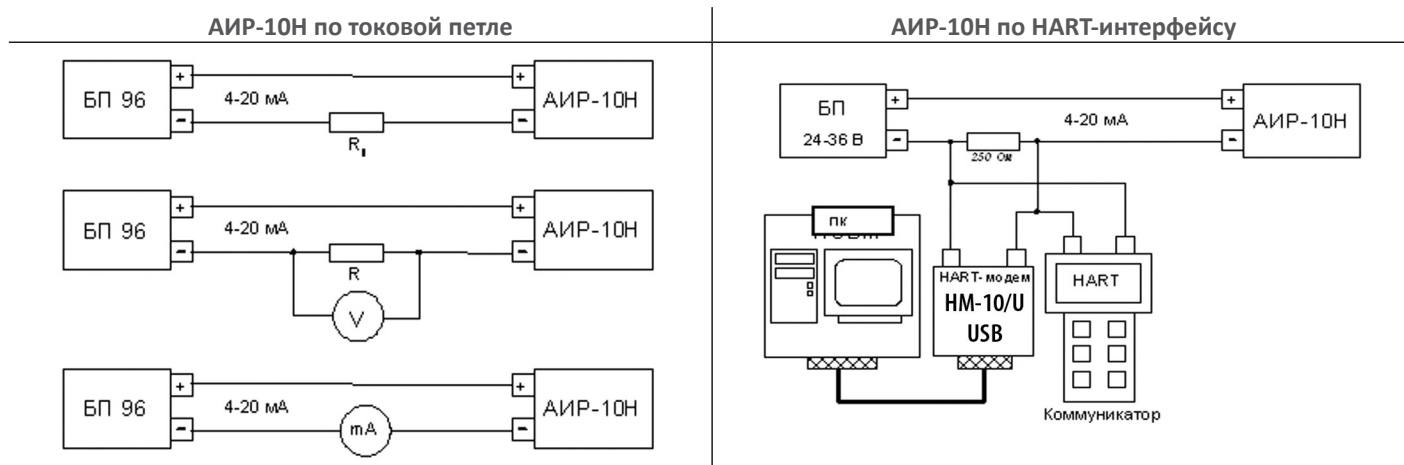 АИР-10Н по токовой петле
БП 96
+
4-20 мА
-
R
+
-
АИР-10Н
БП 96
+
4-20 мА
-
R
V
+
-
АИР-10Н
БП 96
+
4-20 мА
-
mA
+
-
АИР-10Н
АИР-10Н по HART-интерфейсу
БП
24-36 В
+
-
4-20 мА
250 Ом
+
-
АИР-10Н
пк
HART-модем
НМ-10/U
USB
HART
Коммуникатор